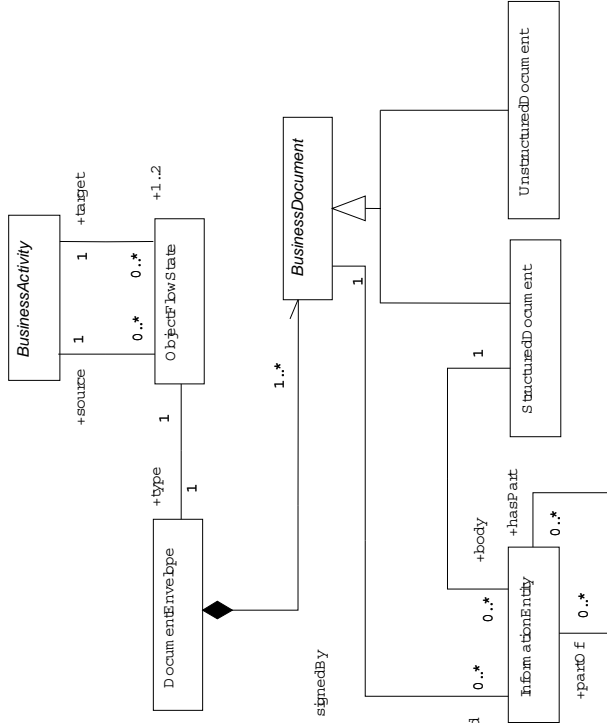 BusinessActivity
+source
1
1
+target
0..*
0..*
+1..2
ObjectFlowState
1
+type
1
DocumentEnvelope
1..*
BusinessDocument
1
signedBy
UnstructuredDocument
StructuredDocument
1
+body
0..*
+hasPart
0..*
InformationEntity
0..*
0..*
+partOf
d